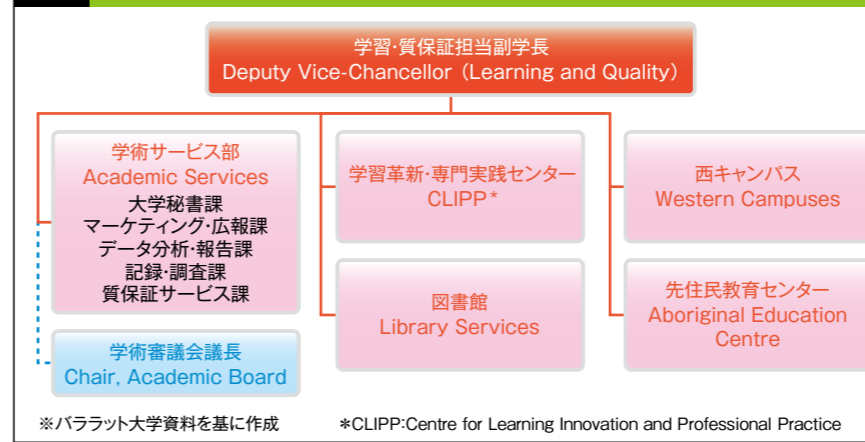 学習・質保証担当副学長
Deputy Vice-Chancellor (Learning and Quality)
学術サービス部
Academic Services
大学秘書課
マーケティング・広報課
データ分析・報告課
記録・調査課
質保証サービス課
学術審議会議長
Chair, Academic Board
学習革新・専門実践センター
CLIPP*
図書館
Library Services
西キャンパス
Western Campuses
先住民教育センター
Aboriginal Education
Centre
※バララット大学資料を基に作成
*CLIPP:Centre for Learning Innovation and Professional Practice